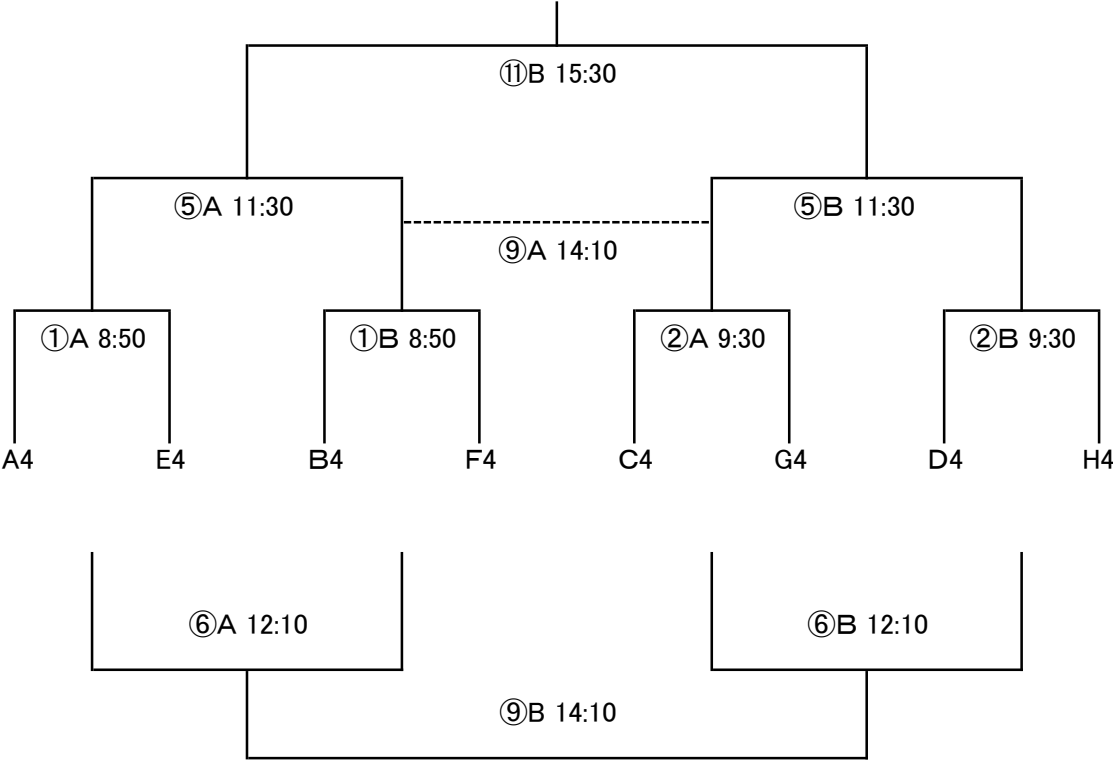 ⑪B 15:30
⑤A 11:30
⑤B 11:30
⑨A 14:10
①A 8:50
①B 8:50
②A 9:30
②B 9:30
A4 E4 B4 F4 C4 G4 D4 H4
⑥A 12:10
⑥B 12:10
⑨B 14:10